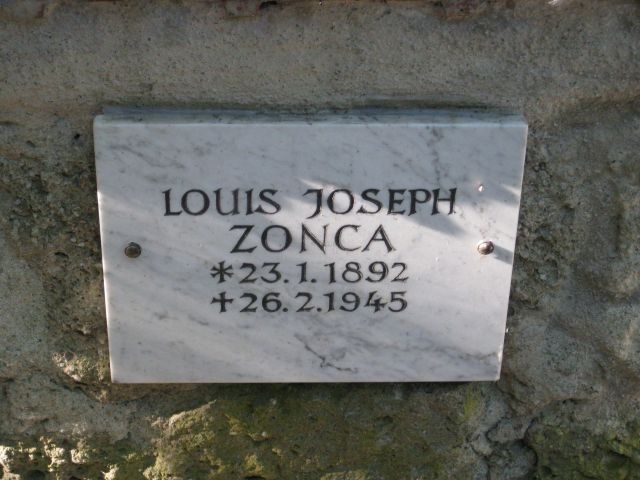 LOUIS JOSEPH
ZONCA
*23.1.1892
†26.2.1945